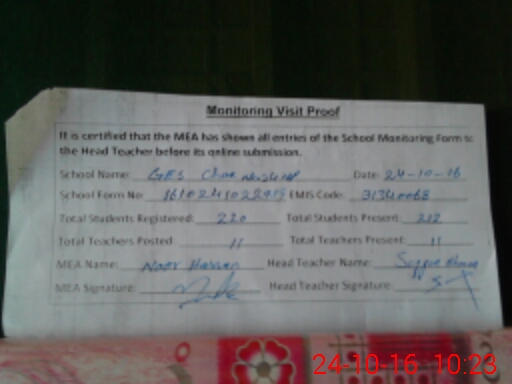 Monitoring Visit Proof
It is certified that the MEA has shown all entries of the School Monitoring Form to
the Head Teacher before its online submission.
School Name: GES Date: 24-10-16
School Form No: EMIS Code:
Total Students Registered: 220 Total Students Present: 212
Total Teachers Posted: 11 Total Teachers Present: 11
MEA Name: Hassan Head Teacher Name:
MEA Signature: Head Teacher Signature:
24-10-16 10:23